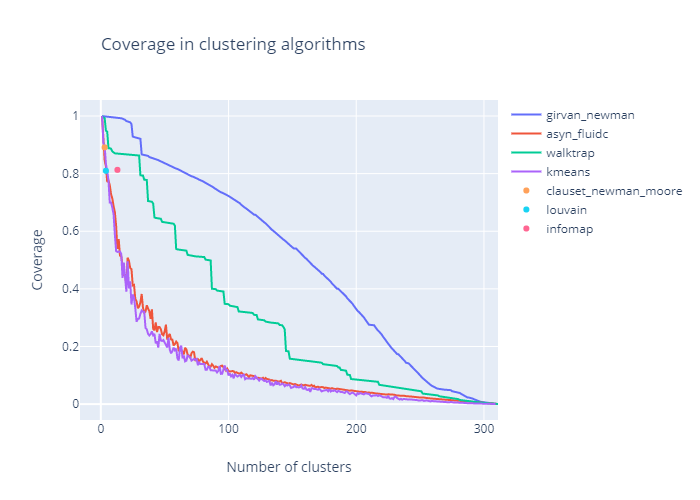 Coverage in clustering algorithms
1
0.8
0.6
0.4
0.2
0
0
100
200
300
Coverage
Number of clusters
girvan_newman
asyn_fluidc
walktrap
kmeans
clauset_newman_moore
louvain
infomap